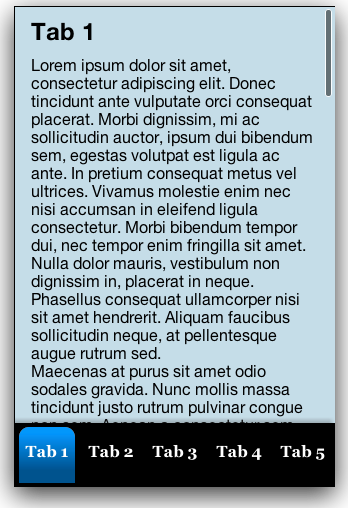 Tab 1
Lorem ipsum dolor sit amet,
consectetur adipiscing elit. Donec
tincidunt ante vulputate orci consequat
placerat. Morbi dignissim, mi ac
sollicitudin auctor, ipsum dui bibendum
sem, egestas volutpat est ligula ac
ante. In pretium consequat metus vel
ultrices. Vivamus molestie enim nec
nisi accumsan in eleifend ligula
consectetur. Morbi bibendum tempor
dui, nec tempor enim fringilla sit amet.
Nulla dolor mauris, vestibulum non
dignissim in, placerat in neque.
Phasellus consequat ullamcorper nisi
sit amet hendrerit. Aliquam faucibus
sollicitudin neque, at pellentesque
augue rutrum sed.
Maecenas at purus sit amet odio
sodales gravida. Nunc mollis massa
tincidunt justo rutrum pulvinar congue
Tab 1 Tab 2 Tab 3 Tab 4 Tab 5